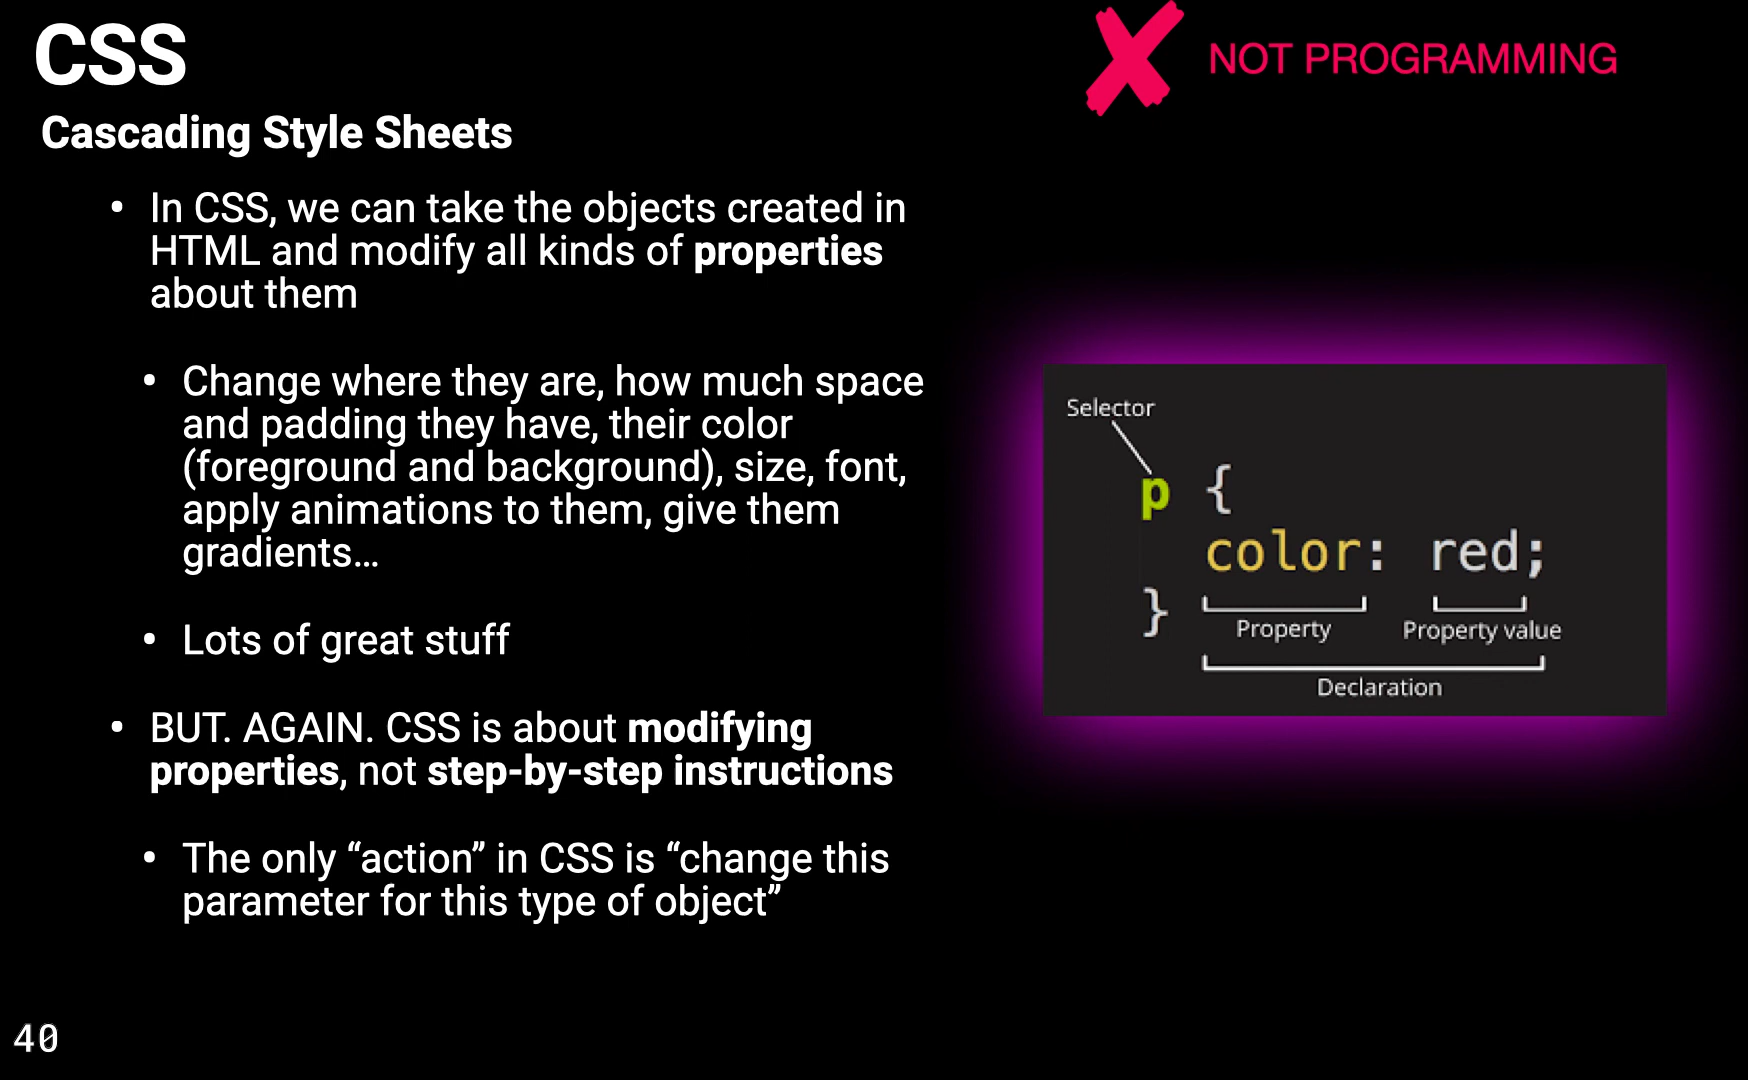 CSS
NOT PROGRAMMING
Cascading Style Sheets
• In CSS, we can take the objects created in
HTML and modify all kinds of properties
about them
• Change where they are, how much space
and padding they have, their color
(foreground and background), size, font,
apply animations to them, give them
gradients…
• Lots of great stuff
• BUT. AGAIN. CSS is about modifying
properties, not step-by-step instructions
• The only “action” in CSS is “change this
parameter for this type of object”
Selector
p {
color: red;
}
Property
Property value
Declaration
40